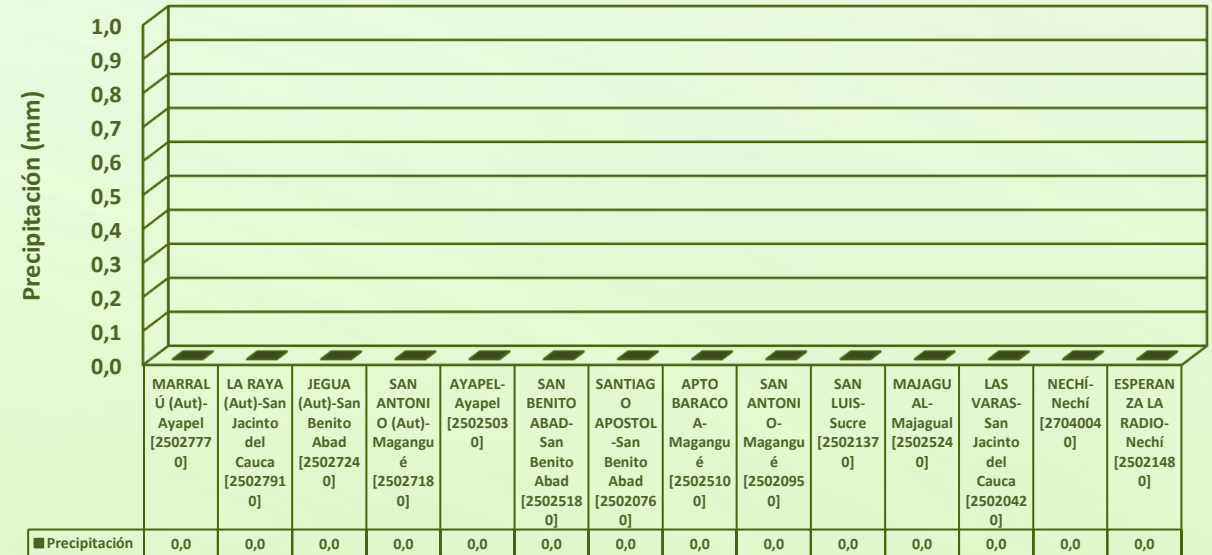 Precipitación (mm)
1,0
0,9
0,8
0,7
0,6
0,5
0,4
0,3
0,2
0,1
0,0
MARRAL
Ú (Aut)-
Ayapel
[2502777
0]
LA RAYA
(Aut)-San
Jacinto
del
Cauca
[2502791
0]
JEGUA
(Aut)-San
Benito
Abad
[2502724
0]
SAN
ANTONI
O (Aut)-
Magangu
é
[2502718
0]
AYAPEL-
Ayapel
[2502503
0]
SAN
BENITO
ABAD-
San
Benito
Abad
[2502518
0]
SANTIAG
O
APOSTOL
-San
Benito
Abad
[2502076
0]
APTO
BARACO
A-
Magangu
é
[2502510
0]
SAN
ANTONI
O-
Magangu
é
[2502095
0]
SAN
LUIS-
Sucre
[2502137
0]
MAJAGU
AL-
Majagual
[2502524
0]
LAS
VARAS-
San
Jacinto
del
Cauca
[2502042
0]
NECHÍ-
Nechí
[2704004
0]
ESPERAN
ZA LA
RADIO-
Nechí
[2502148
0]
Precipitación 0,0 0,0 0,0 0,0 0,0 0,0 0,0 0,0 0,0 0,0 0,0 0,0 0,0 0,0